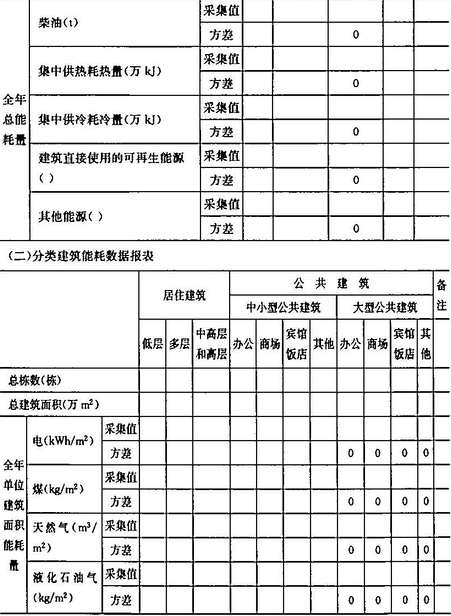 柴油(t) 采集值
方差 0
集中供热耗热量(万 kJ) 采集值
方差 0
全年总能耗量
集中供冷耗冷量(万 kJ) 采集值
方差 0
建筑直接使用的可再生能源( ) 采集值
方差 0
其他能源( ) 采集值
方差 0
(二)分类建筑能耗数据报表
居住建筑 公 共 建 筑 备注
中小型公共建筑 大型公共建筑
低层 多层 中高层和高层 办公 商场 宾馆饭店 其他 办公 商场 宾馆饭店 其他
总栋数(栋)
总建筑面积(万 m²)
全年单位建筑面积能耗量
电(kWh/m²) 采集值
方差 0 0 0 0
煤(kg/m²) 采集值
方差 0 0 0 0
天然气(m³/m²) 采集值
方差 0 0 0 0
液化石油气(kg/m²) 采集值
方差 0 0 0 0